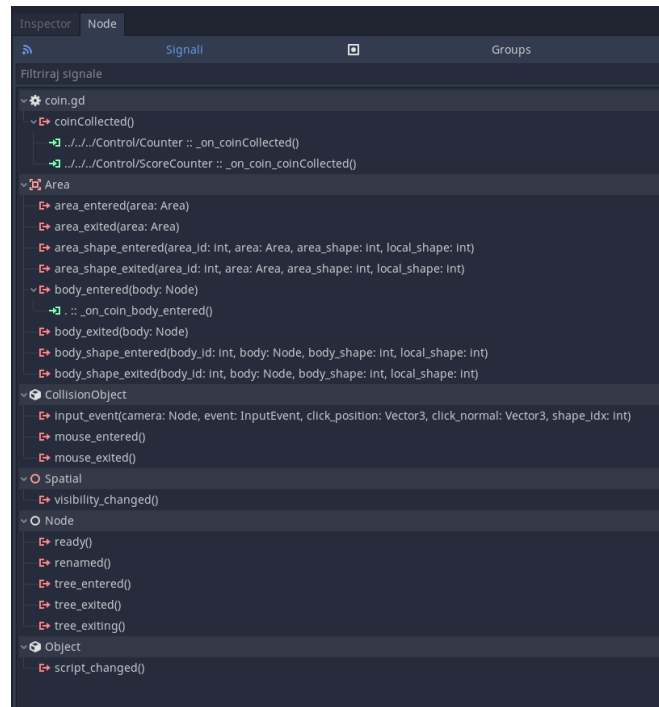 Inspector Node
Signali Groups
Filtriraj signale
coin.gd
coinCollected()
../../../Control/Counter :: _on_coinCollected()
../../../Control/ScoreCounter :: _on_coin_coinCollected()
Area
area_entered(area: Area)
area_exited(area: Area)
area_shape_entered(area_id: int, area: Area, area_shape: int, local_shape: int)
area_shape_exited(area_id: int, area: Area, area_shape: int, local_shape: int)
body_entered(body: Node)
. :: _on_coin_body_entered()
body_exited(body: Node)
body_shape_entered(body_id: int, body: Node, body_shape: int, local_shape: int)
body_shape_exited(body_id: int, body: Node, body_shape: int, local_shape: int)
CollisionObject
input_event(camera: Node, event: InputEvent, click_position: Vector3, click_normal: Vector3, shape_idx: int)
mouse_entered()
mouse_exited()
Spatial
visibility_changed()
Node
ready()
renamed()
tree_entered()
tree_exited()
tree_exiting()
Object
script_changed()